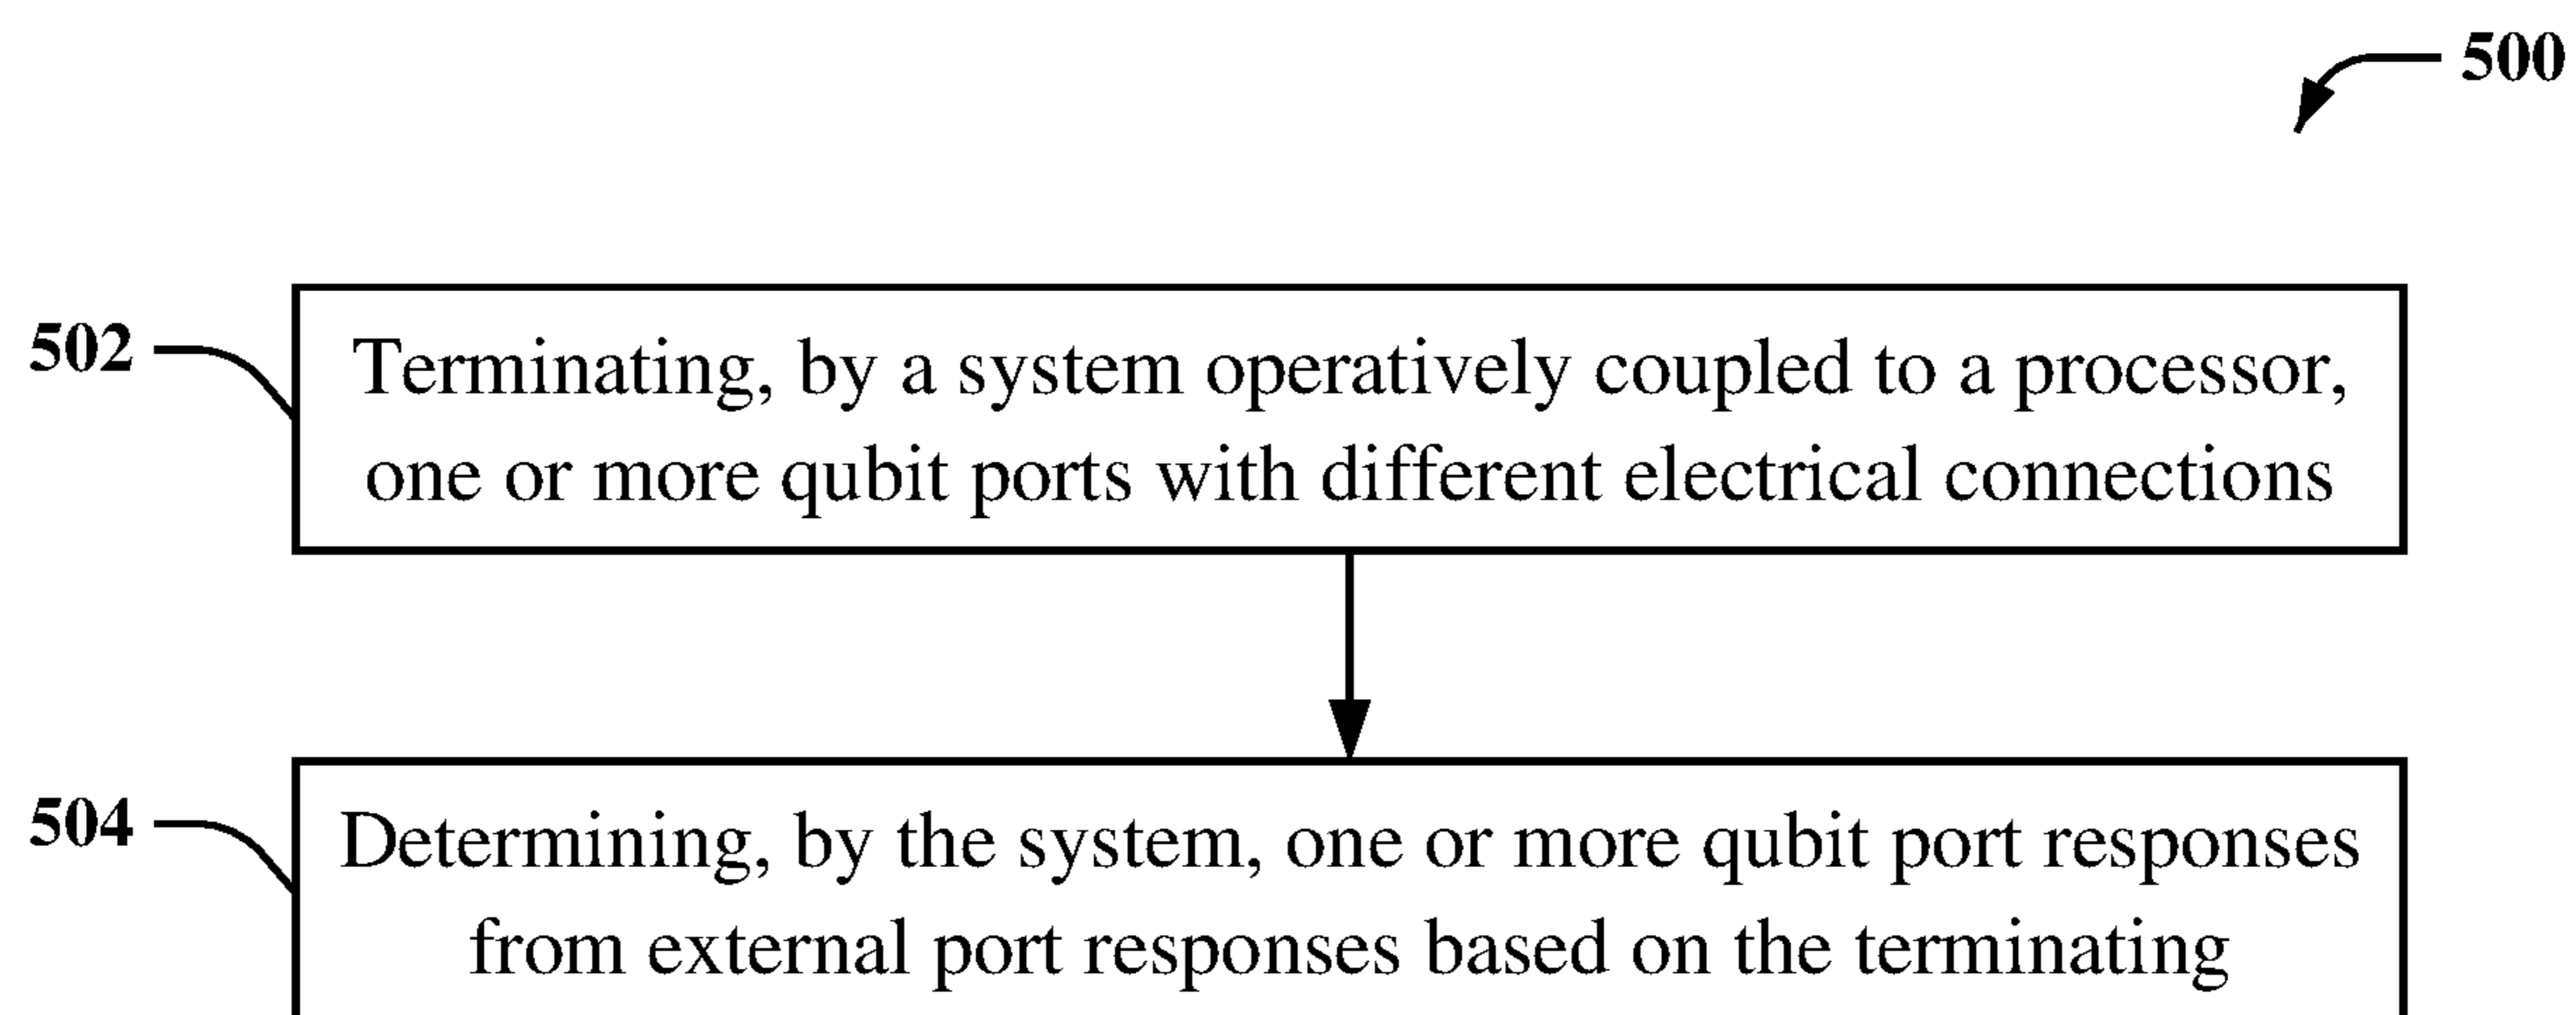 500
502
Terminating, by a system operatively coupled to a processor,
one or more qubit ports with different electrical connections
504
Determining, by the system, one or more qubit port responses
from external port responses based on the terminating